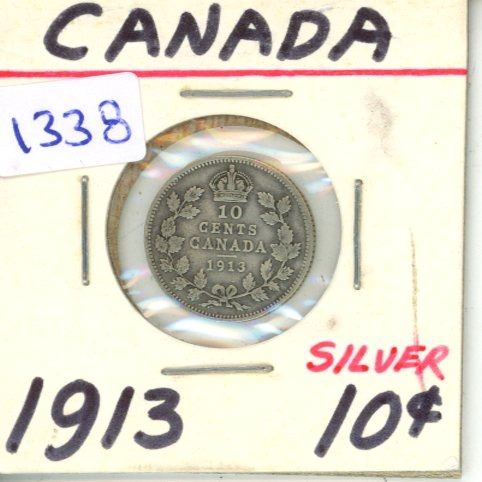 CANADA
1338
10
CENTS
CANADA
1913
SILVER
1913 10¢